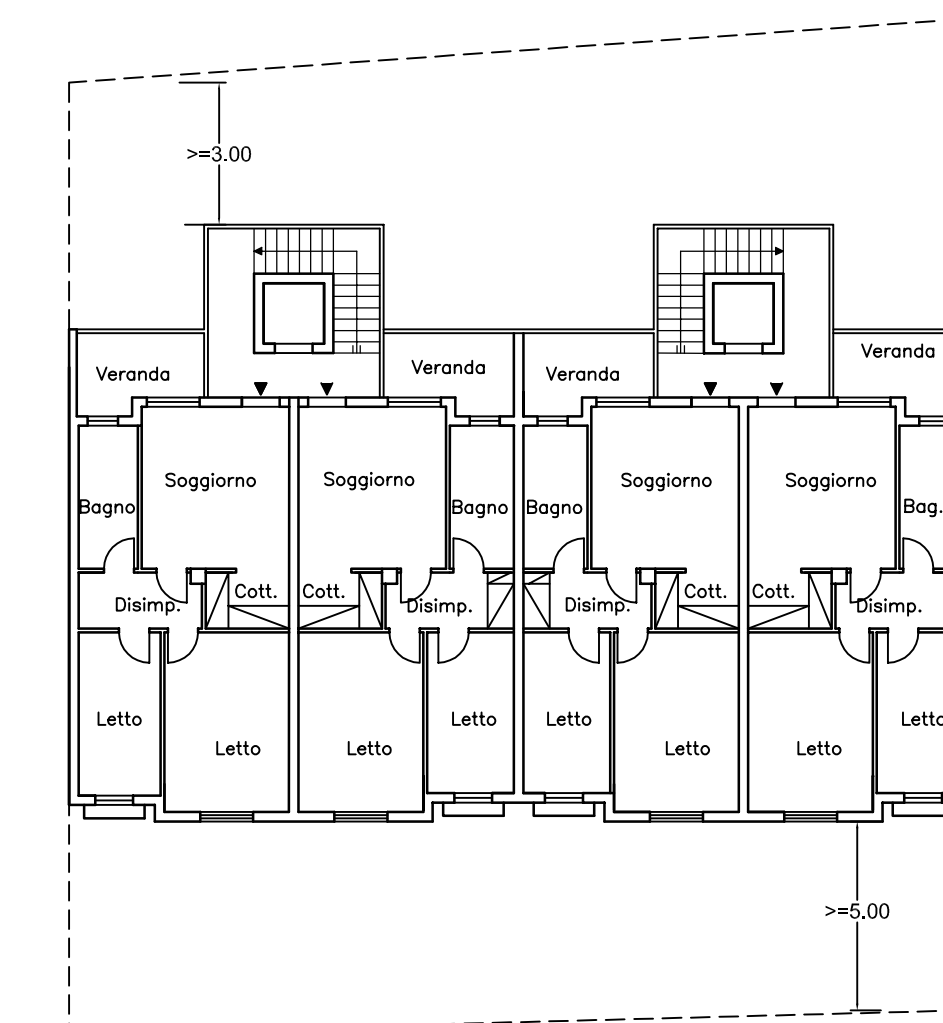 >=3.00
Veranda
Veranda
Veranda
Veranda
Soggiorno
Soggiorno
Soggiorno
Soggiorno
Bagno
Bagno
Bagno
Bag.
Cott.
Cott.
Cott.
Cott.
Disimp.
Disimp.
Disimp.
Disimp.
Letto
Letto
Letto
Letto
Letto
Letto
Letto
Letto
>=5.00